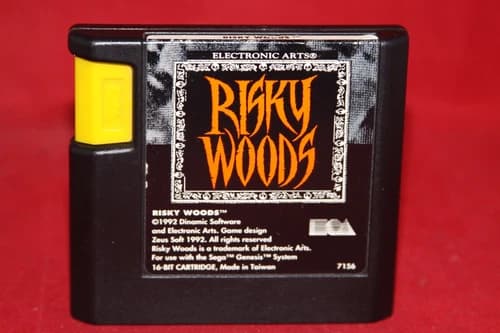 ELECTRONIC ARTS®
RISKY
WOODS
RISKY WOODS™
©1992 Dinamic Software
and Electronic Arts. Game design
Zeus Soft 1992. All rights reserved
Risky Woods is a trademark of Electronic Arts.
For use with the Sega™ Genesis™ System
16-BIT CARTRIDGE, Made in Taiwan 7156
EA